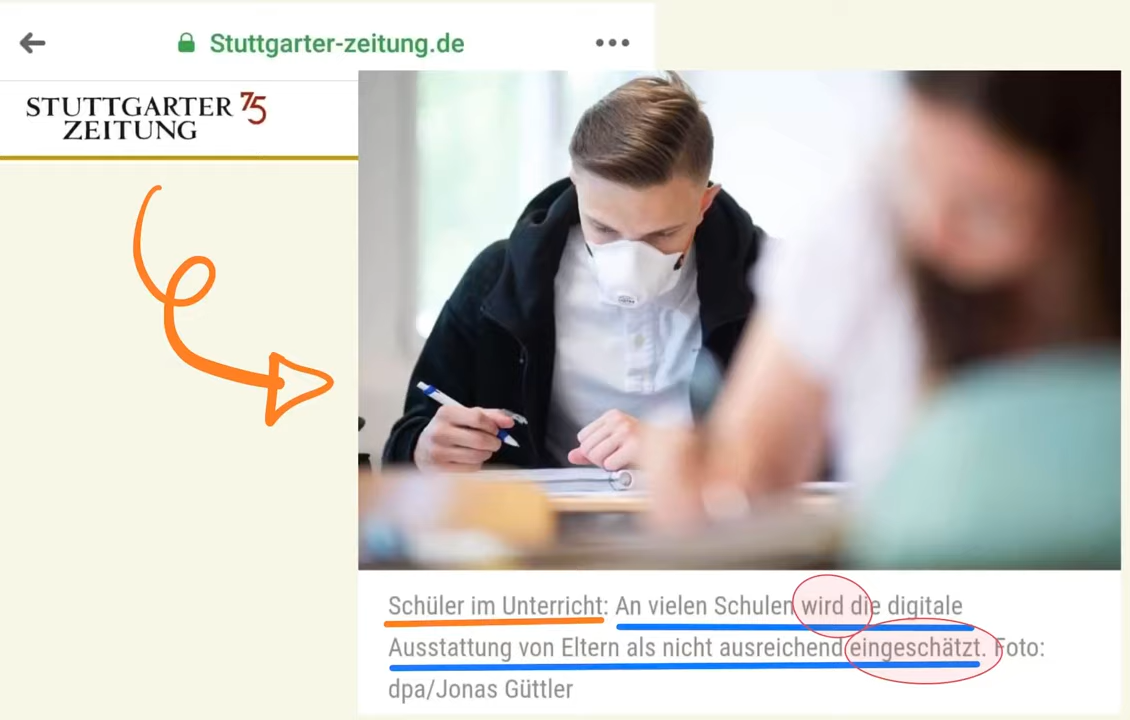 Stuttgarter-zeitung.de
STUTTGARTER 75
ZEITUNG
Schüler im Unterricht: An vielen Schulen wird die digitale
Ausstattung von Eltern als nicht ausreichend eingeschätzt. Foto:
dpa/Jonas Güttler